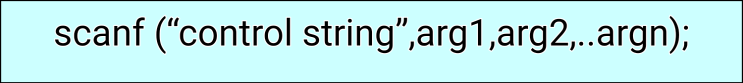 scanf (“control string”,arg1,arg2,..argn);